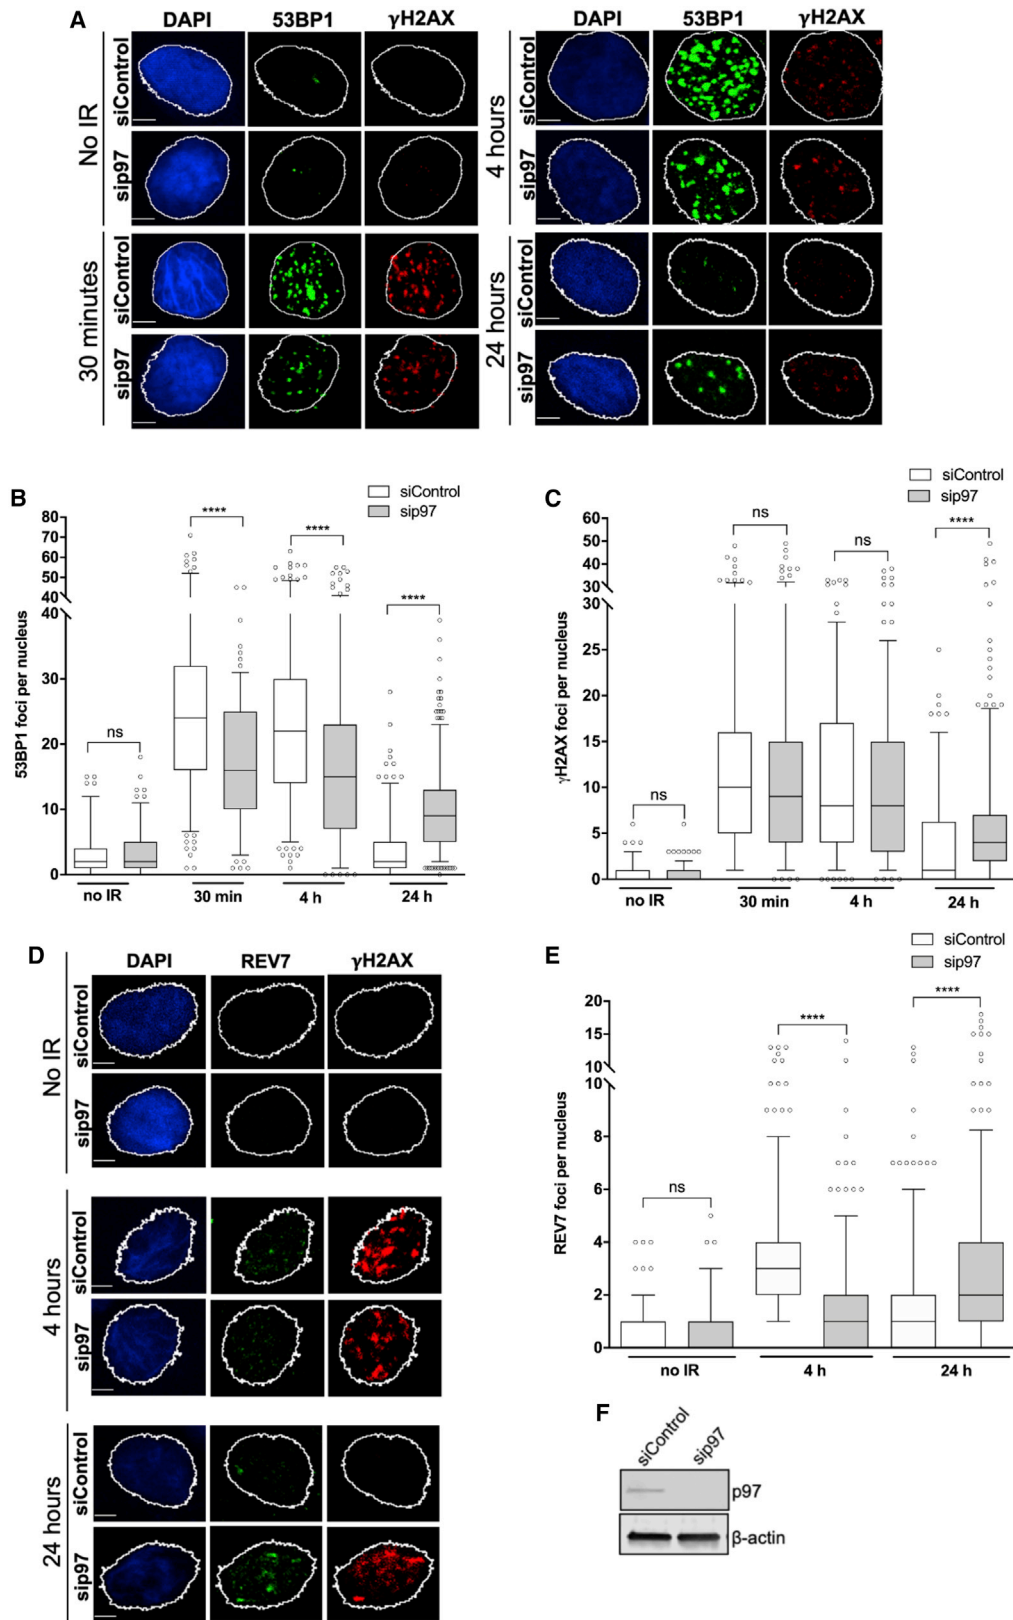 A
DAPI 53BP1 γH2AX
No IR
siControl
sip97
30 minutes
siControl
sip97
DAPI 53BP1 γH2AX
4 hours
siControl
sip97
24 hours
siControl
sip97
B
siControl
sip97
53BP1 foci per nucleus
80
70
60
50
40
40
30
20
10
0
ns
****
****
****
no IR 30 min 4 h 24 h
C
siControl
sip97
γH2AX foci per nucleus
60
50
40
30
30
25
20
15
10
5
0
ns
ns
ns
****
no IR 30 min 4 h 24 h
D
DAPI REV7 γH2AX
No IR
siControl
sip97
4 hours
siControl
sip97
24 hours
siControl
sip97
E
siControl
sip97
REV7 foci per nucleus
20
15
10
10
8
6
4
2
0
ns
****
****
no IR 4 h 24 h
F
siControl sip97
p97
β-actin